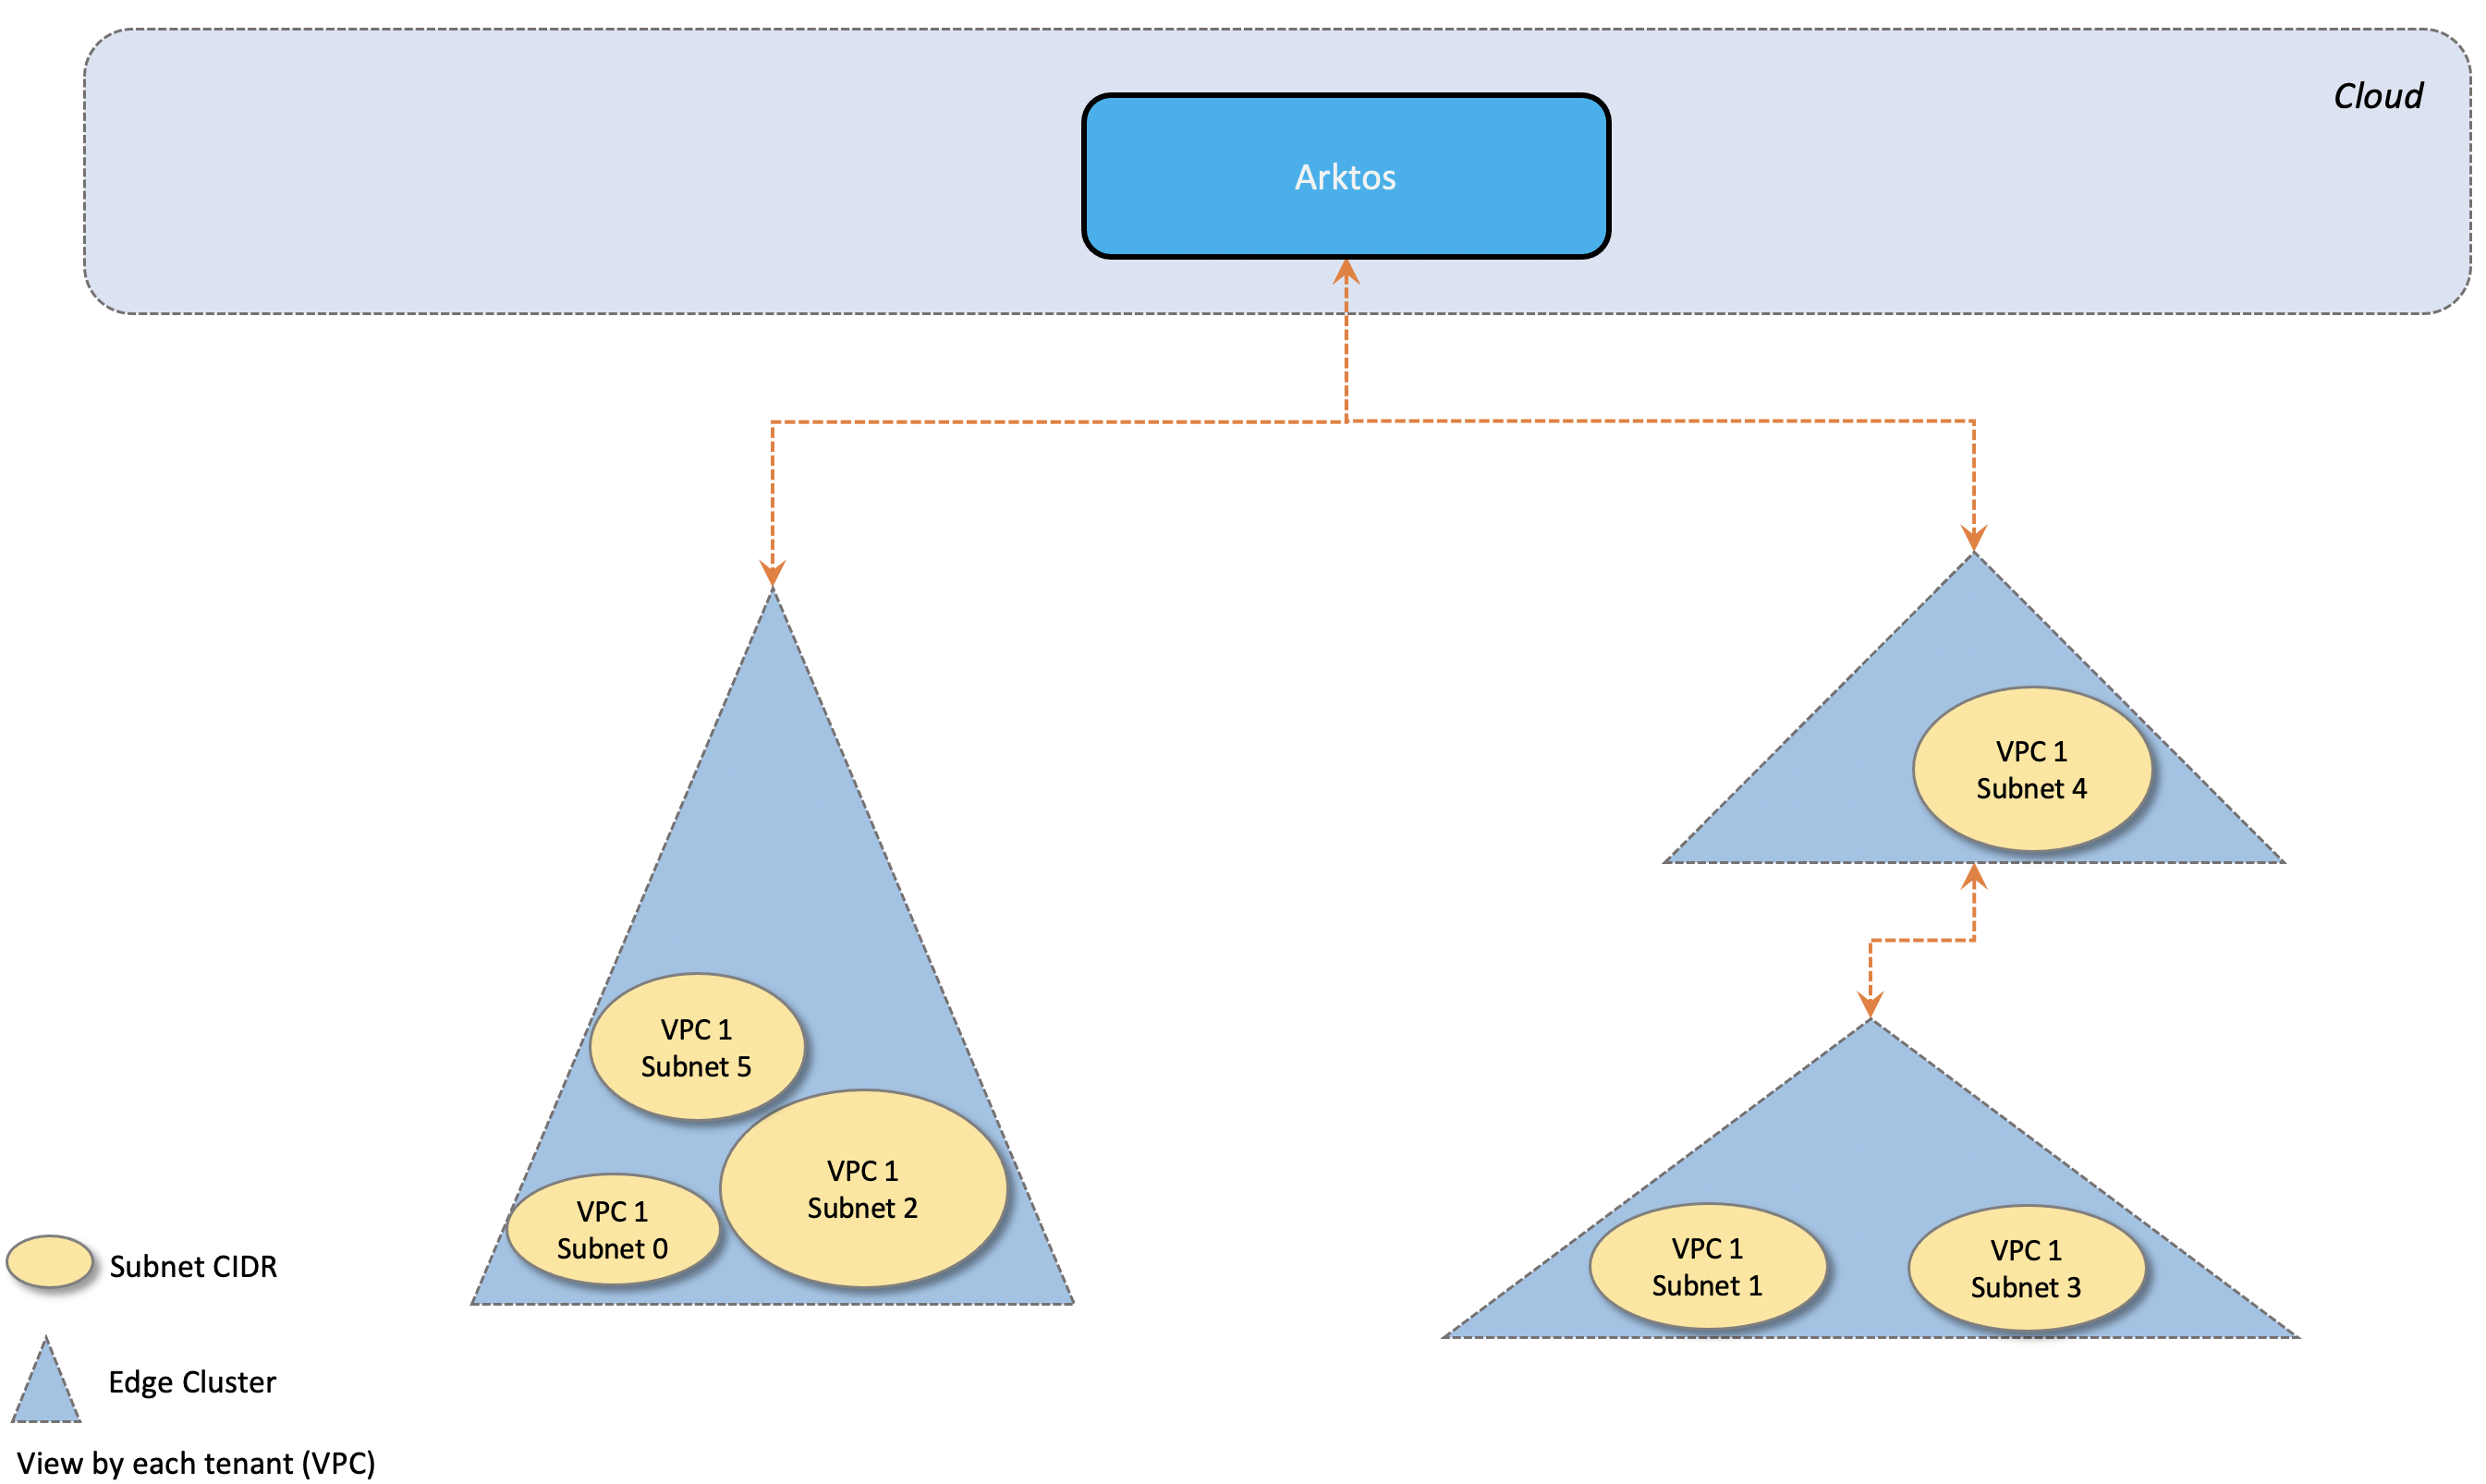 Cloud
Arktos
VPC 1
Subnet 4
VPC 1
Subnet 5
VPC 1
Subnet 2
VPC 1
Subnet 0
VPC 1
Subnet 1
VPC 1
Subnet 3
Subnet CIDR
Edge Cluster
View by each tenant (VPC)